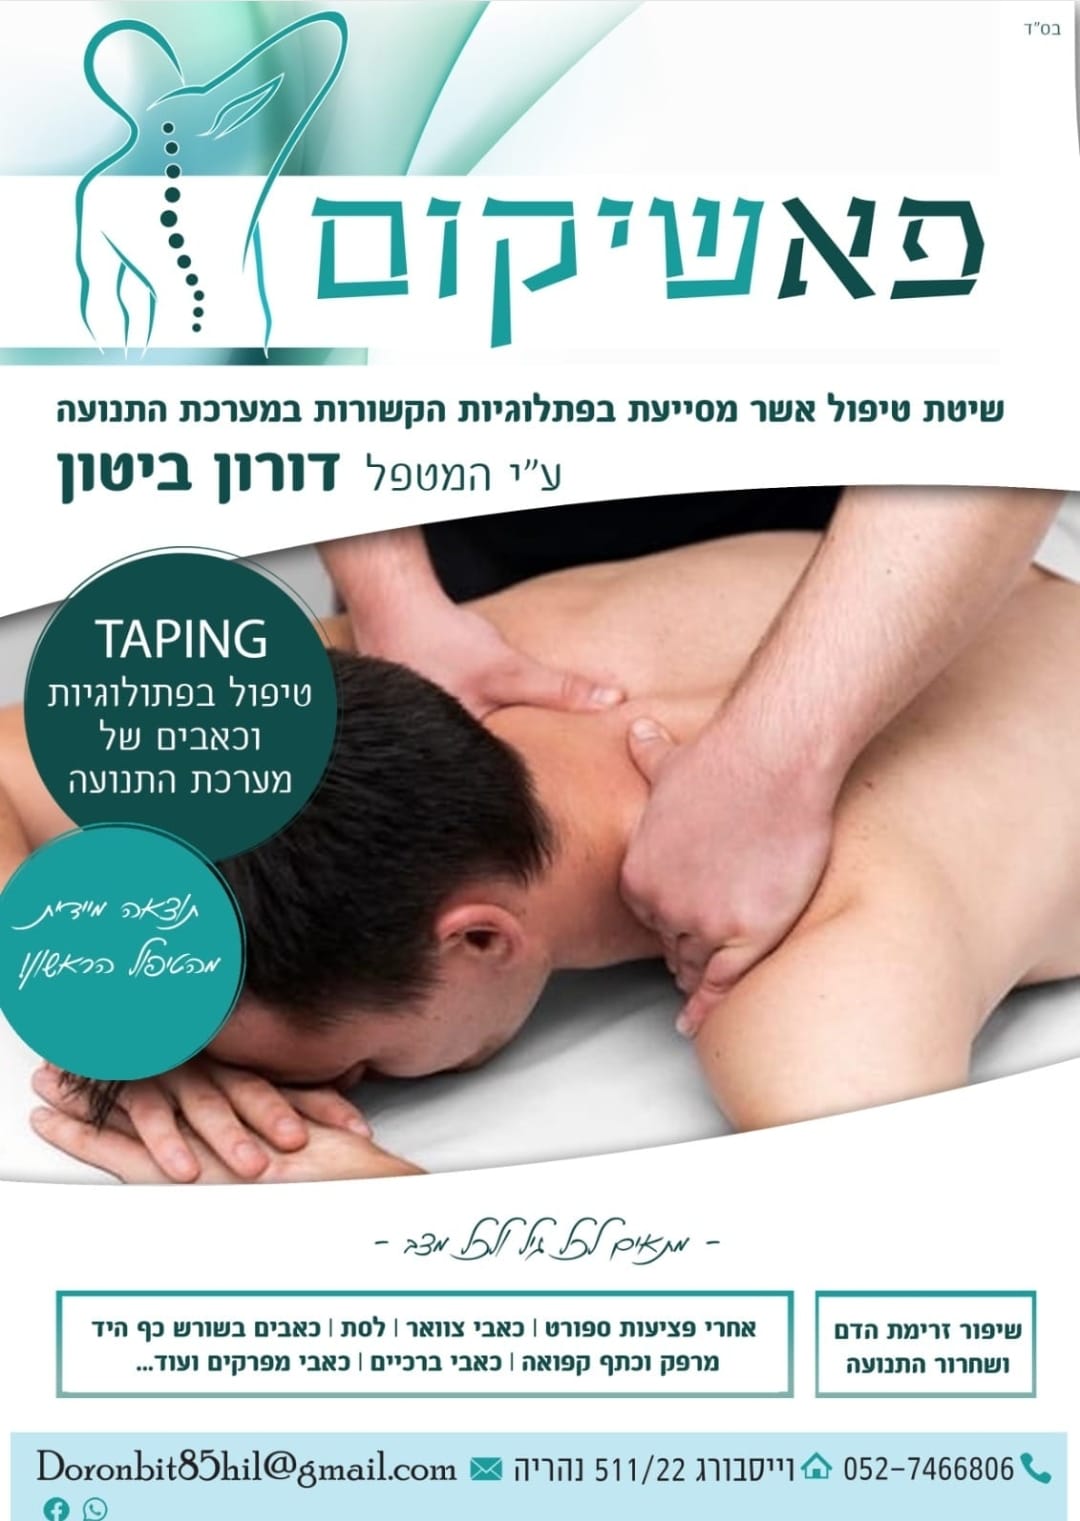 בס"ד
פאשיקום
שיטת טיפול אשר מסייעת בפתלוגיות הקשורות במערכת התנועה
ע"י המטפל דורון ביטון
TAPING
טיפול בפתולוגיות
וכאבים של
מערכת התנועה
תוצאה מיידית
מהטיפול הראשון!
- מתאים לכל גיל ולכל מצב -
שיפור זרימת הדם
ושחרור התנועה
אחרי פציעות ספורט | כאבי צוואר | לסת | כאבים בשורש כף היד
מרפק וכתף קפואה | כאבי ברכיים | כאבי מפרקים ועוד...
052-7466806 וייסבורג 511/22 נהריה Doronbit85hil@gmail.com